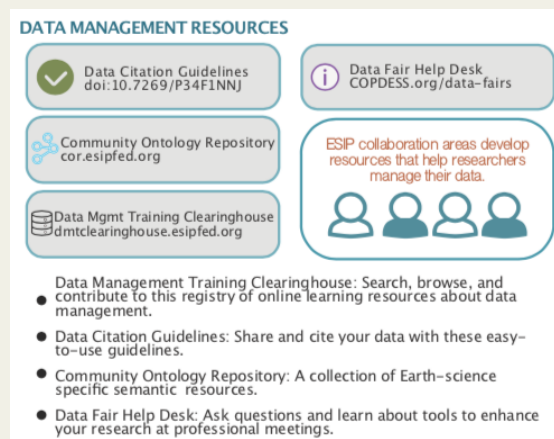 DATA MANAGEMENT RESOURCES
Data Citation Guidelines
doi:10.7269/P34F1NNJ
Data Fair Help Desk
COPDESS.org/data-fairs
Community Ontology Repository
cor.esipfed.org
ESIP collaboration areas develop
resources that help researchers
manage their data.
Data Mgmt Training Clearinghouse
dmtclearinghouse.esipfed.org
Data Management Training Clearinghouse: Search, browse, and
contribute to this registry of online learning resources about data
management.
Data Citation Guidelines: Share and cite your data with these easy-
to-use guidelines.
Community Ontology Repository: A collection of Earth-science
specific semantic resources.
Data Fair Help Desk: Ask questions and learn about tools to enhance
your research at professional meetings.